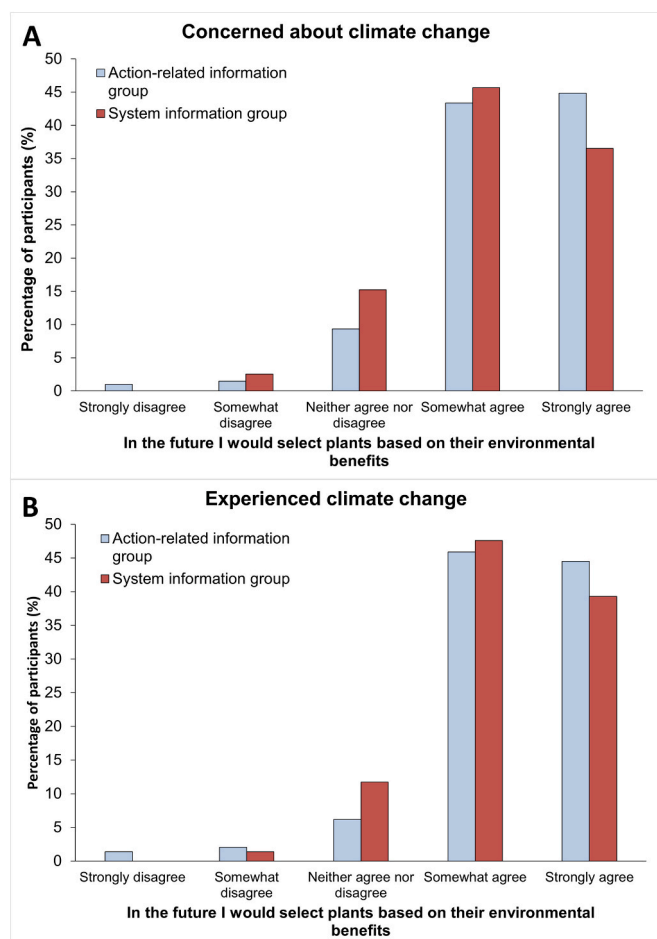 A
Concerned about climate change
50
45
40
35
30
25
20
15
10
5
0
Percentage of participants (%)
Action-related information
group
System information group
Strongly disagree
Somewhat
disagree
Neither agree nor
disagree
Somewhat agree
Strongly agree
In the future I would select plants based on their environmental
benefits
B
Experienced climate change
50
45
40
35
30
25
20
15
10
5
0
Percentage of participants (%)
Action-related information
group
System information group
Strongly disagree
Somewhat
disagree
Neither agree nor
disagree
Somewhat agree
Strongly agree
In the future I would select plants based on their environmental
benefits